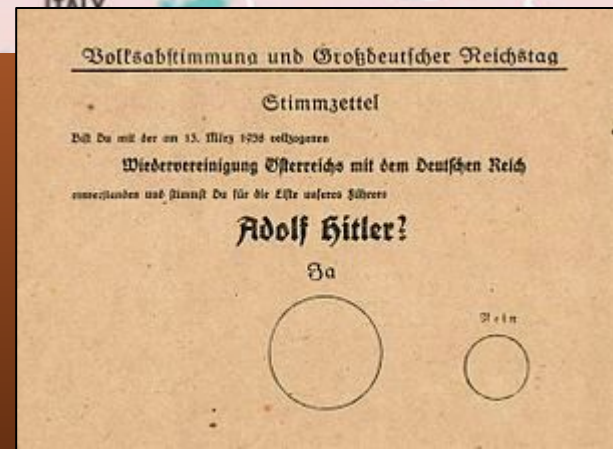 ITALY
Volksabstimmung und Großdeutscher Reichstag
Stimmzettel
Bist Du mit der am 13. März 1938 vollzogenen
Wiedervereinigung Österreichs mit dem Deutschen Reich
einverstanden und stimmst Du für die Liste unseres Führers
Adolf Hitler?
Ja
Nein